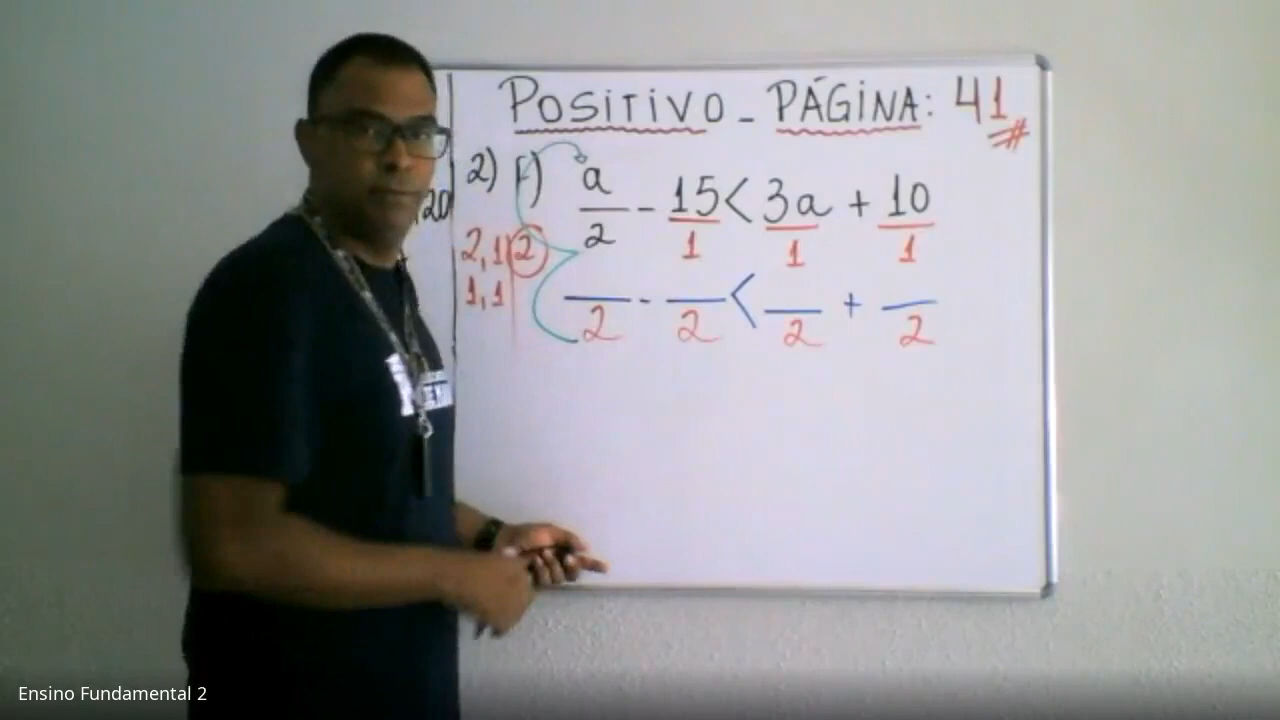 POSITIVO - PÁGINA: 41
2) f) a/2 - 15/1 < 3a/1 + 10/1
2,1 | 2
1,1
_/2 - _/2 < _/2 + _/2
Ensino Fundamental 2